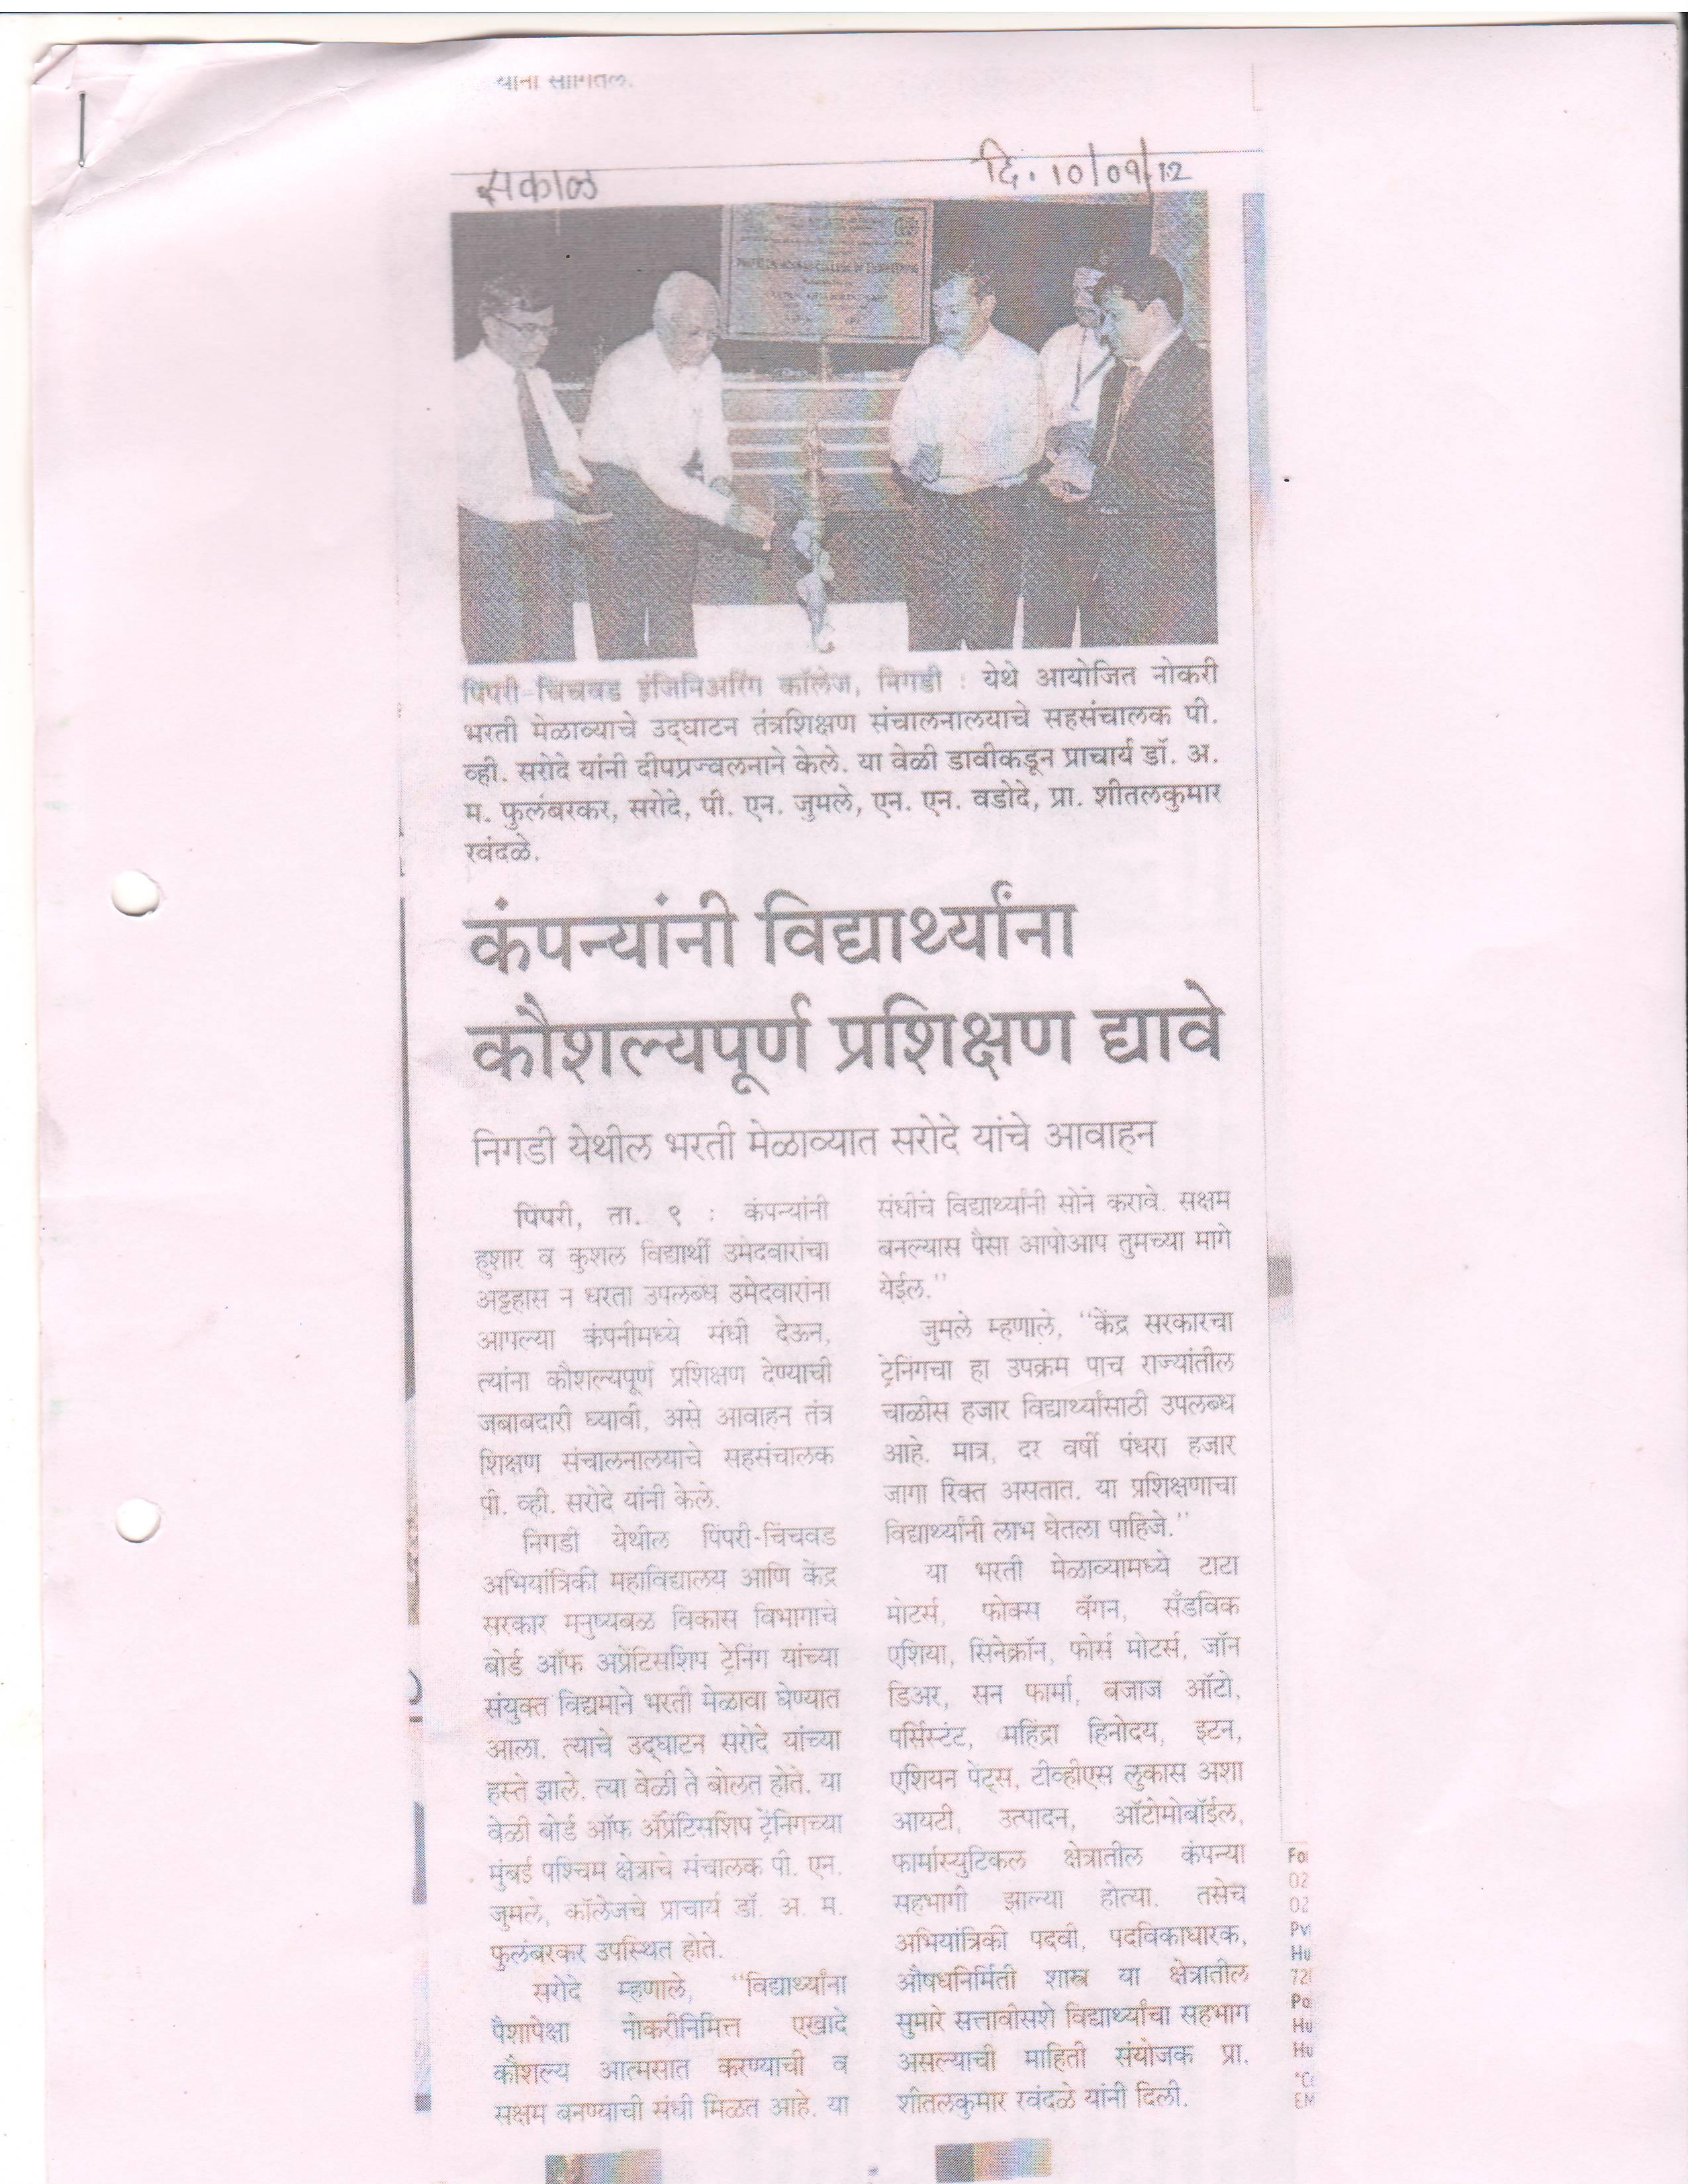 यांनी सांगितले.
सकाळ
दि. 10/09/12
पिंपरी-चिंचवड इंजिनिअरिंग कॉलेज, निगडी : येथे आयोजित नोकरी
भरती मेळाव्याचे उद्‌घाटन तंत्रशिक्षण संचालनालयाचे सहसंचालक पी.
व्ही. सरोदे यांनी दीपप्रज्वलनाने केले. या वेळी डावीकडून प्राचार्य डॉ. अ.
म. फुलंबरकर, सरोदे, पी. एन. जुमले, एन. एन. वडोदे, प्रा. शीतलकुमार
रवंदळे.
कंपन्यांनी विद्यार्थ्यांना
कौशल्यपूर्ण प्रशिक्षण द्यावे
निगडी येथील भरती मेळाव्यात सरोदे यांचे आवाहन
पिंपरी, ता. ९ : कंपन्यांनी
हुशार व कुशल विद्यार्थी उमेदवारांचा
अट्टहास न धरता उपलब्ध उमेदवारांना
आपल्या कंपनीमध्ये संधी देऊन,
त्यांना कौशल्यपूर्ण प्रशिक्षण देण्याची
जबाबदारी घ्यावी, असे आवाहन तंत्र
शिक्षण संचालनालयाचे सहसंचालक
पी. व्ही. सरोदे यांनी केले.
निगडी येथील पिंपरी-चिंचवड
अभियांत्रिकी महाविद्यालय आणि केंद्र
सरकार मनुष्यबळ विकास विभागाचे
बोर्ड ऑफ अप्रेंटिसशिप ट्रेनिंग यांच्या
संयुक्त विद्यमाने भरती मेळावा घेण्यात
आला. त्याचे उद्‌घाटन सरोदे यांच्या
हस्ते झाले. त्या वेळी ते बोलत होते. या
वेळी बोर्ड ऑफ ॲप्रेंटिसशिप ट्रेनिंगच्या
मुंबई पश्चिम क्षेत्राचे संचालक पी. एन.
जुमले, कॉलेजचे प्राचार्य डॉ. अ. म.
फुलंबरकर उपस्थित होते.
सरोदे म्हणाले, ''विद्यार्थ्यांना
पैशापेक्षा नोकरीनिमित्त एखादे
कौशल्य आत्मसात करण्याची व
सक्षम बनण्याची संधी मिळत आहे. या
संधीचे विद्यार्थ्यांनी सोने करावे. सक्षम
बनल्यास पैसा आपोआप तुमच्या मागे
येईल.''
जुमले म्हणाले, ''केंद्र सरकारचा
ट्रेनिंगचा हा उपक्रम पाच राज्यांतील
चाळीस हजार विद्यार्थ्यांसाठी उपलब्ध
आहे. मात्र, दर वर्षी पंधरा हजार
जागा रिक्त असतात. या प्रशिक्षणाचा
विद्यार्थ्यांनी लाभ घेतला पाहिजे.''
या भरती मेळाव्यामध्ये टाटा
मोटर्स, फोक्स वॅगन, सँडविक
एशिया, सिनेक्रॉन, फोर्स मोटर्स, जॉन
डिअर, सन फार्मा, बजाज ऑटो,
पर्सिस्टंट, महिंद्रा हिनोदय, इटन,
एशियन पेंट्स, टीव्हीएस लुकास अशा
आयटी, उत्पादन, ऑटोमोबॉईल,
फार्मास्युटिकल क्षेत्रातील कंपन्या
सहभागी झाल्या होत्या. तसेच
अभियांत्रिकी पदवी, पदविकाधारक,
औषधनिर्मिती शास्त्र या क्षेत्रातील
सुमारे सत्तावीसशे विद्यार्थ्यांचा सहभाग
असल्याची माहिती संयोजक प्रा.
शीतलकुमार रवंदळे यांनी दिली.
02
02
Hu
Hu
Hu